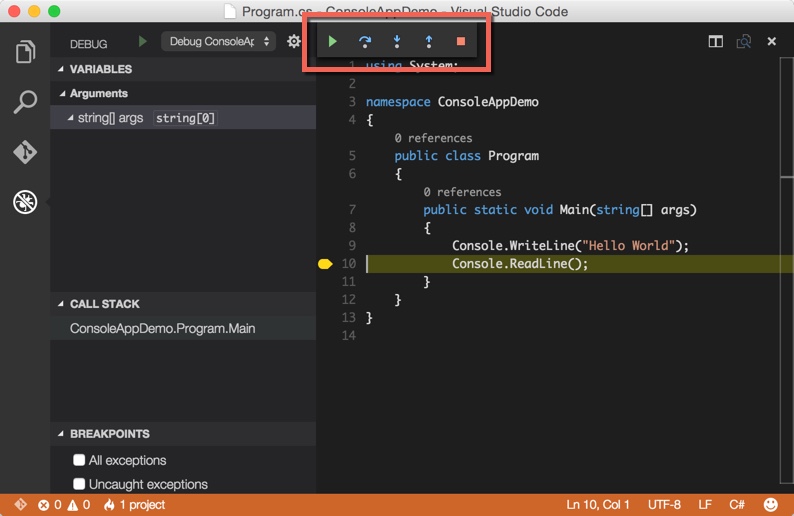 Program.cs - ConsoleAppDemo - Visual Studio Code
DEBUG
Debug ConsoleAp
VARIABLES
Arguments
string[] args string[0]
CALL STACK
ConsoleAppDemo.Program.Main
BREAKPOINTS
All exceptions
Uncaught exceptions
1 using System;
2
3 namespace ConsoleAppDemo
4 {
0 references
5 public class Program
6 {
0 references
7 public static void Main(string[] args)
8 {
9 Console.WriteLine("Hello World");
10 Console.ReadLine();
11 }
12 }
13 }
14
0 0 1 project
Ln 10, Col 1 UTF-8 LF C#